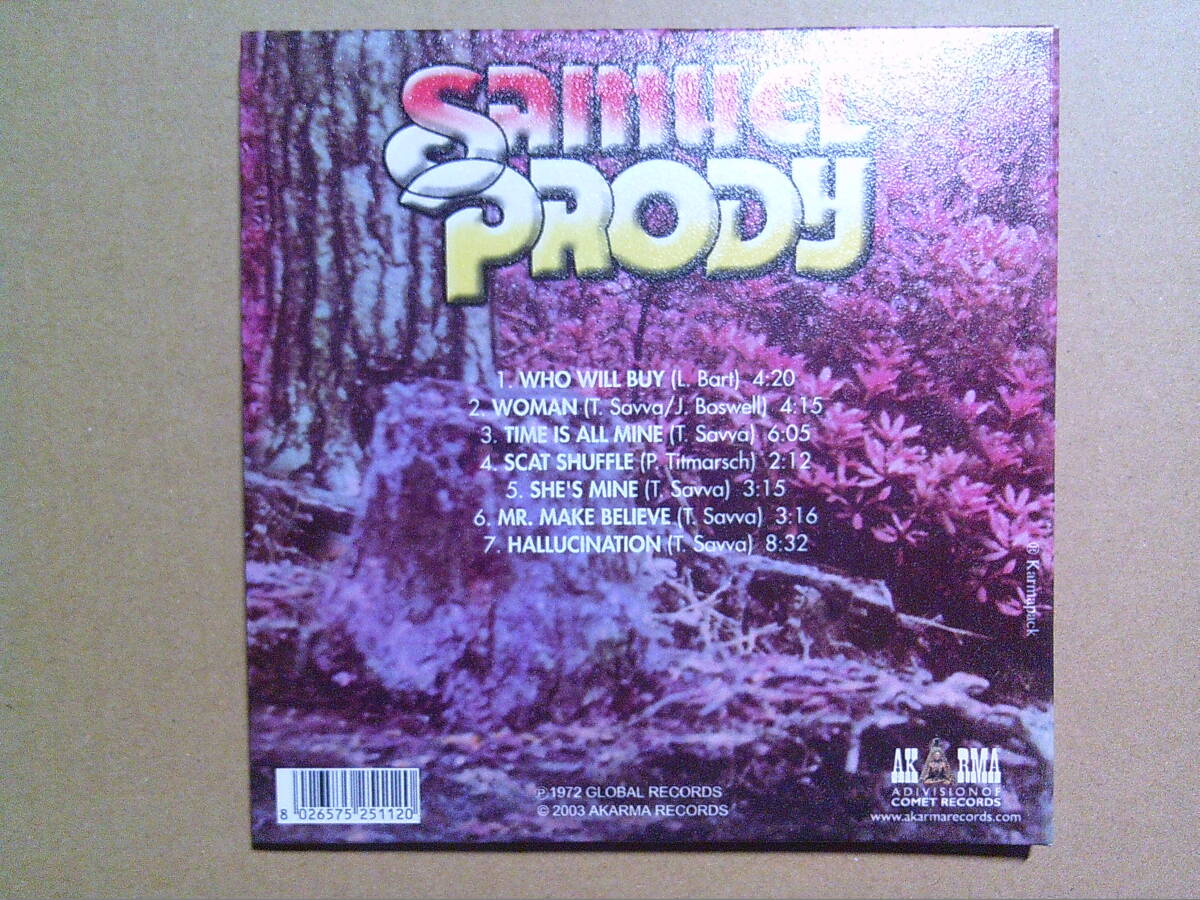 SAMUEL
PRODY
1. WHO WILL BUY (L. Bart) 4:20
2. WOMAN (T. Savva/J. Boswell) 4:15
3. TIME IS ALL MINE (T. Savva) 6:05
4. SCAT SHUFFLE (P. Titmarsch) 2:12
5. SHE'S MINE (T. Savva) 3:15
6. MR. MAKE BELIEVE (T. Savva) 3:16
7. HALLUCINATION (T. Savva) 8:32
® Karmapack
8 026575 251120
℗ 1972 GLOBAL RECORDS
© 2003 AKARMA RECORDS
AKARMA
A DIVISION OF
COMET RECORDS
www.akarmarecords.com